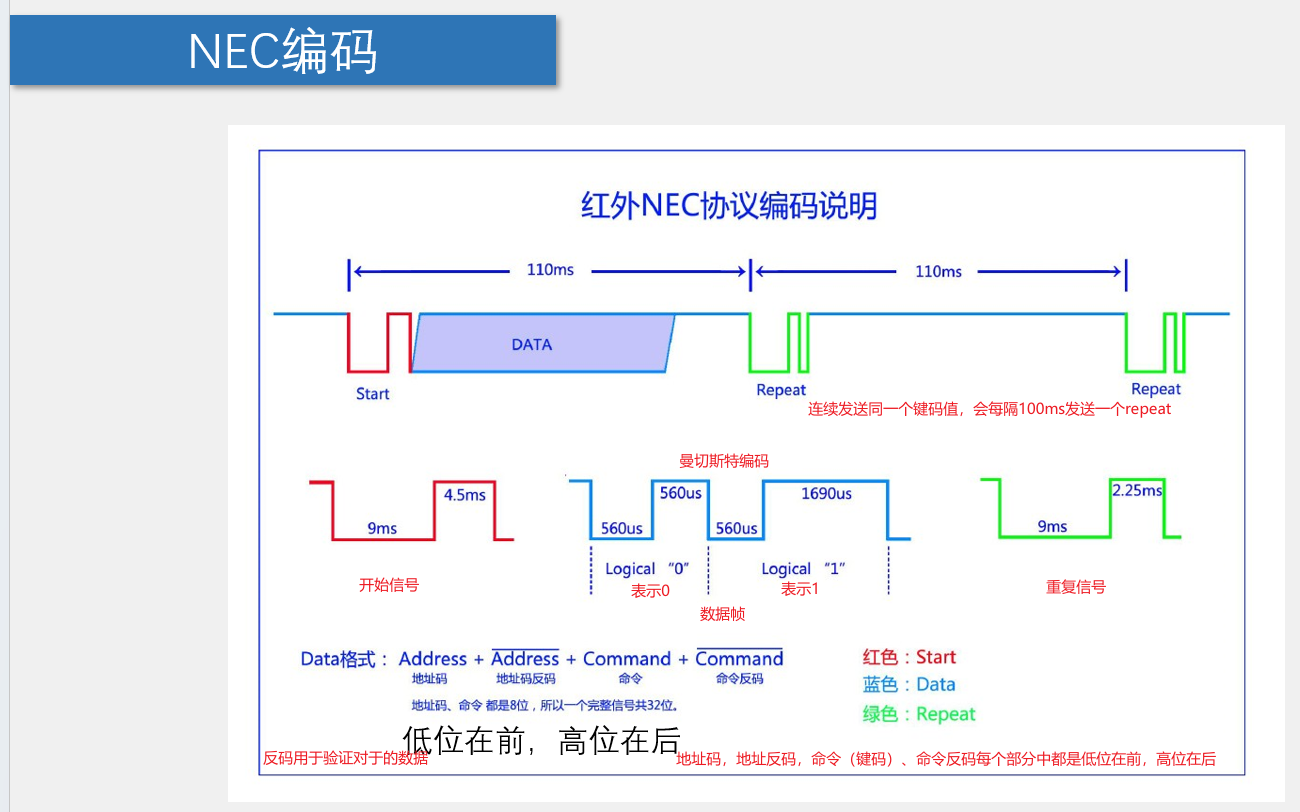 NEC编码
红外NEC协议编码说明
110ms
110ms
DATA
Start
Repeat
Repeat
连续发送同一个键码值，会每隔100ms发送一个repeat
曼切斯特编码
4.5ms
560us
1690us
2.25ms
9ms
560us
560us
9ms
Logical “0”
Logical “1”
开始信号
表示0
表示1
重复信号
数据帧
Data格式： Address + Address + Command + Command
地址码 地址码反码 命令 命令反码
地址码、命令 都是8位，所以一个完整信号共32位。
红色：Start
蓝色：Data
绿色：Repeat
低位在前，高位在后
反码用于验证对于的数据
地址码，地址反码，命令（键码）、命令反码每个部分中都是低位在前，高位在后